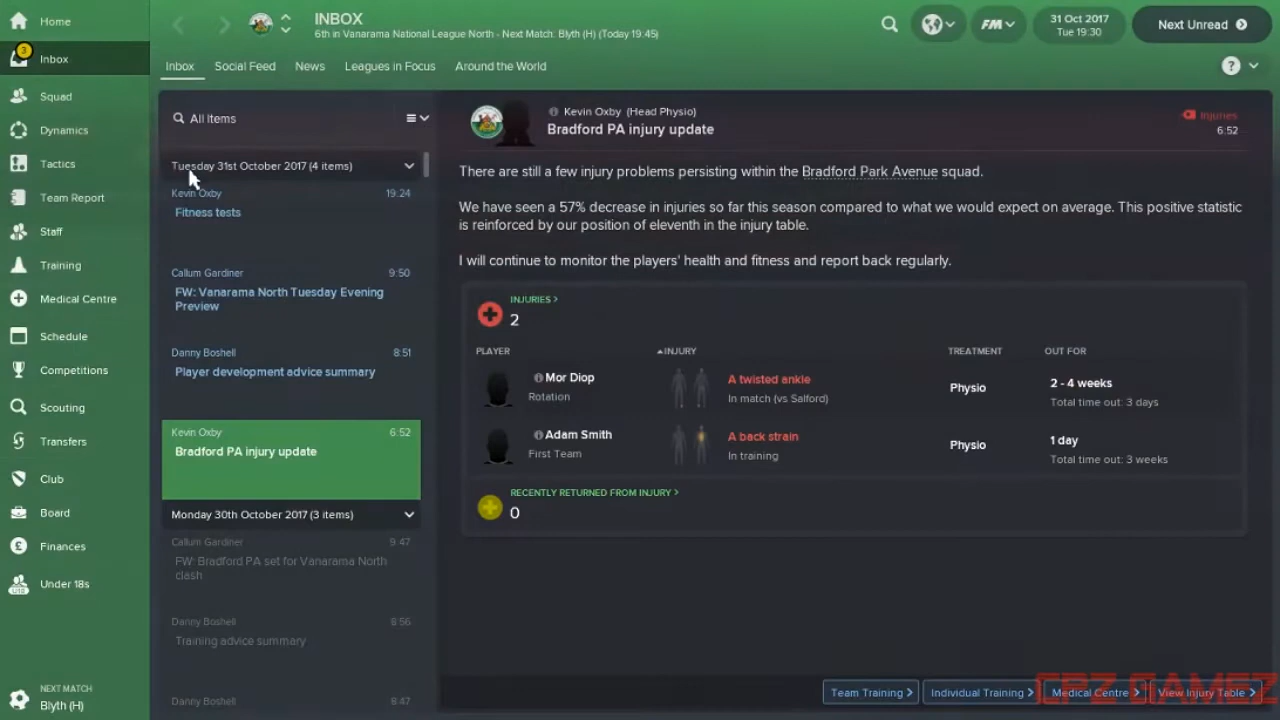 Home
3
Inbox
Squad
Dynamics
Tactics
Team Report
Staff
Training
Medical Centre
Schedule
Competitions
Scouting
Transfers
Club
Board
Finances
U18
Under 18s
NEXT MATCH
Blyth (H)
INBOX
6th in Vanarama National League North - Next Match: Blyth (H) (Today 19.45)
FM
31 Oct 2017
Tue 19:30
Next Unread
Inbox
Social Feed
News
Leagues in Focus
Around the World
?
All Items
Tuesday 31st October 2017 (4 items)
Kevin Oxby 19:24
Fitness tests
Callum Gardiner 9:50
FW: Vanarama North Tuesday Evening
Preview
Danny Boshell 8:51
Player development advice summary
Kevin Oxby 6:52
Bradford PA injury update
Monday 30th October 2017 (3 items)
Callum Gardiner 9:47
FW: Bradford PA set for Vanarama North
clash
Danny Boshell 8:56
Training advice summary
Danny Boshell 8:47
Kevin Oxby (Head Physio)
Bradford PA injury update
Injuries
6:52
There are still a few injury problems persisting within the Bradford Park Avenue squad.
We have seen a 57% decrease in injuries so far this season compared to what we would expect on average. This positive statistic
is reinforced by our position of eleventh in the injury table.
I will continue to monitor the players' health and fitness and report back regularly.
INJURIES >
2
PLAYER INJURY TREATMENT OUT FOR
Mor Diop
Rotation
A twisted ankle
In match (vs Salford)
Physio
2 - 4 weeks
Total time out: 3 days
Adam Smith
First Team
A back strain
In training
Physio
1 day
Total time out: 3 weeks
RECENTLY RETURNED FROM INJURY >
0
Team Training >
Individual Training >
Medical Centre >
View Injury Table >
CPZ GAMEZ